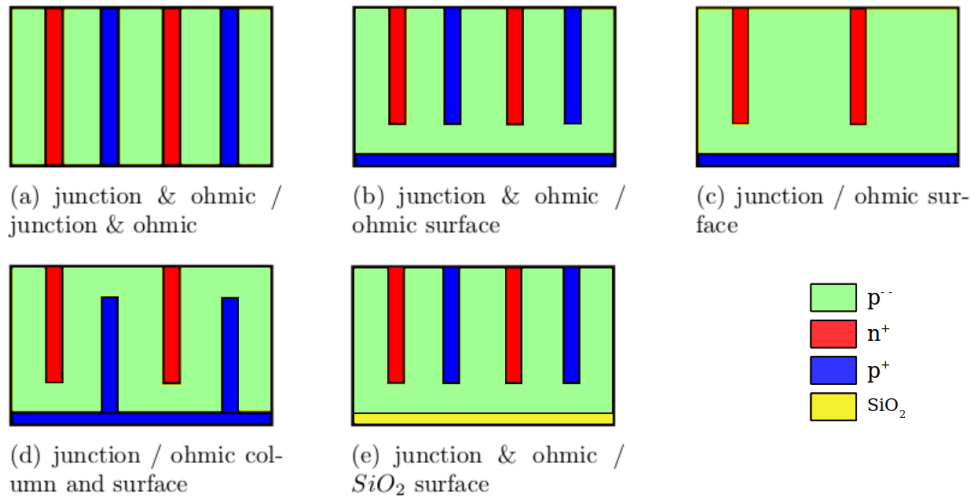 (a) junction & ohmic /
junction & ohmic
(b) junction & ohmic /
ohmic surface
(c) junction / ohmic sur-
face
(d) junction / ohmic col-
umn and surface
(e) junction & ohmic /
SiO₂ surface
p⁻⁻
n⁺
p⁺
SiO₂